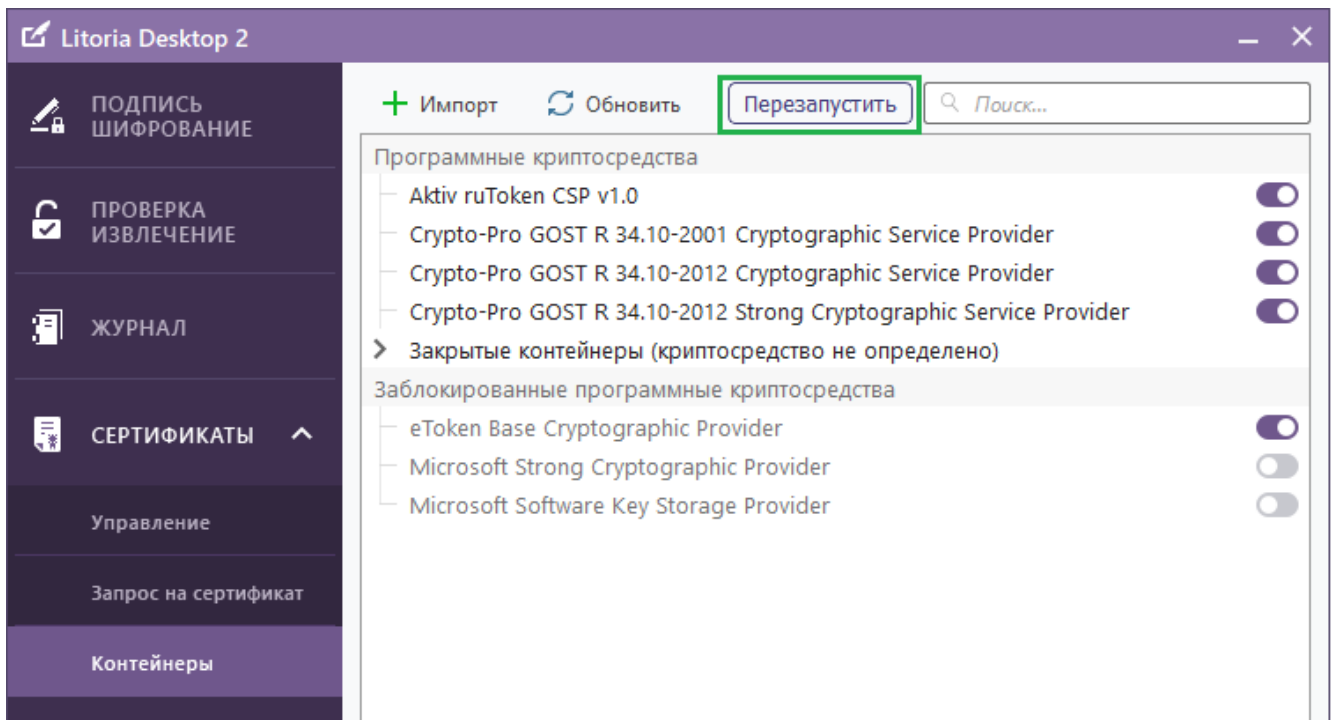 Litoria Desktop 2
ПОДПИСЬ
ШИФРОВАНИЕ
ПРОВЕРКА
ИЗВЛЕЧЕНИЕ
ЖУРНАЛ
СЕРТИФИКАТЫ
Управление
Запрос на сертификат
Контейнеры
Импорт Обновить Перезапустить Поиск...
Программные криптосредства
Aktiv ruToken CSP v1.0
Crypto-Pro GOST R 34.10-2001 Cryptographic Service Provider
Crypto-Pro GOST R 34.10-2012 Cryptographic Service Provider
Crypto-Pro GOST R 34.10-2012 Strong Cryptographic Service Provider
Закрытые контейнеры (криптосредство не определено)
Заблокированные программные криптосредства
eToken Base Cryptographic Provider
Microsoft Strong Cryptographic Provider
Microsoft Software Key Storage Provider